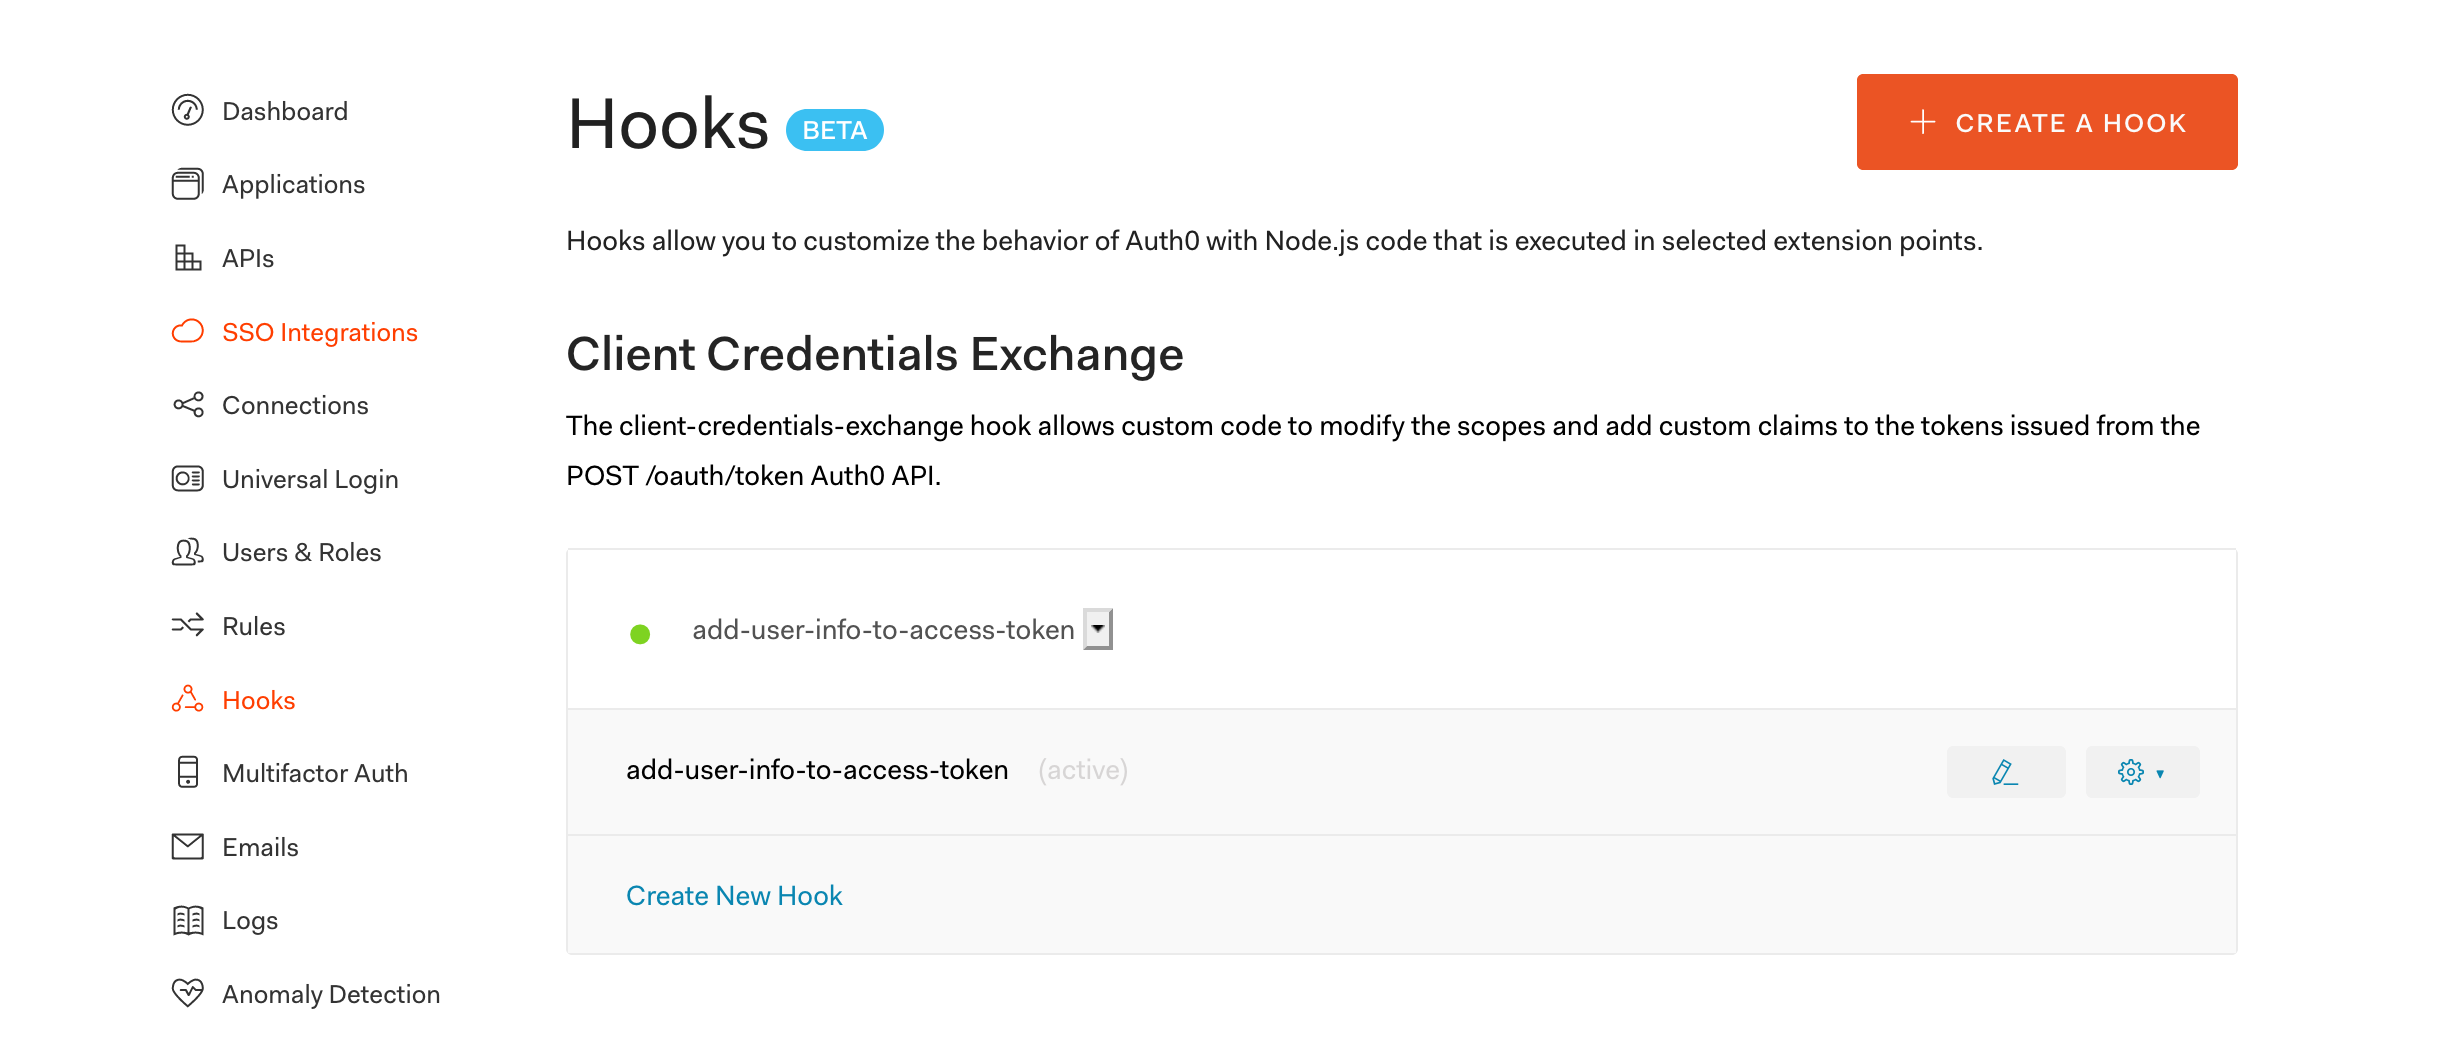 Dashboard
Applications
APIs
SSO Integrations
Connections
Universal Login
Users & Roles
Rules
Hooks
Multifactor Auth
Emails
Logs
Anomaly Detection
Hooks BETA
+ CREATE A HOOK
Hooks allow you to customize the behavior of Auth0 with Node.js code that is executed in selected extension points.
Client Credentials Exchange
The client-credentials-exchange hook allows custom code to modify the scopes and add custom claims to the tokens issued from the
POST /oauth/token Auth0 API.
add-user-info-to-access-token
add-user-info-to-access-token (active)
Create New Hook